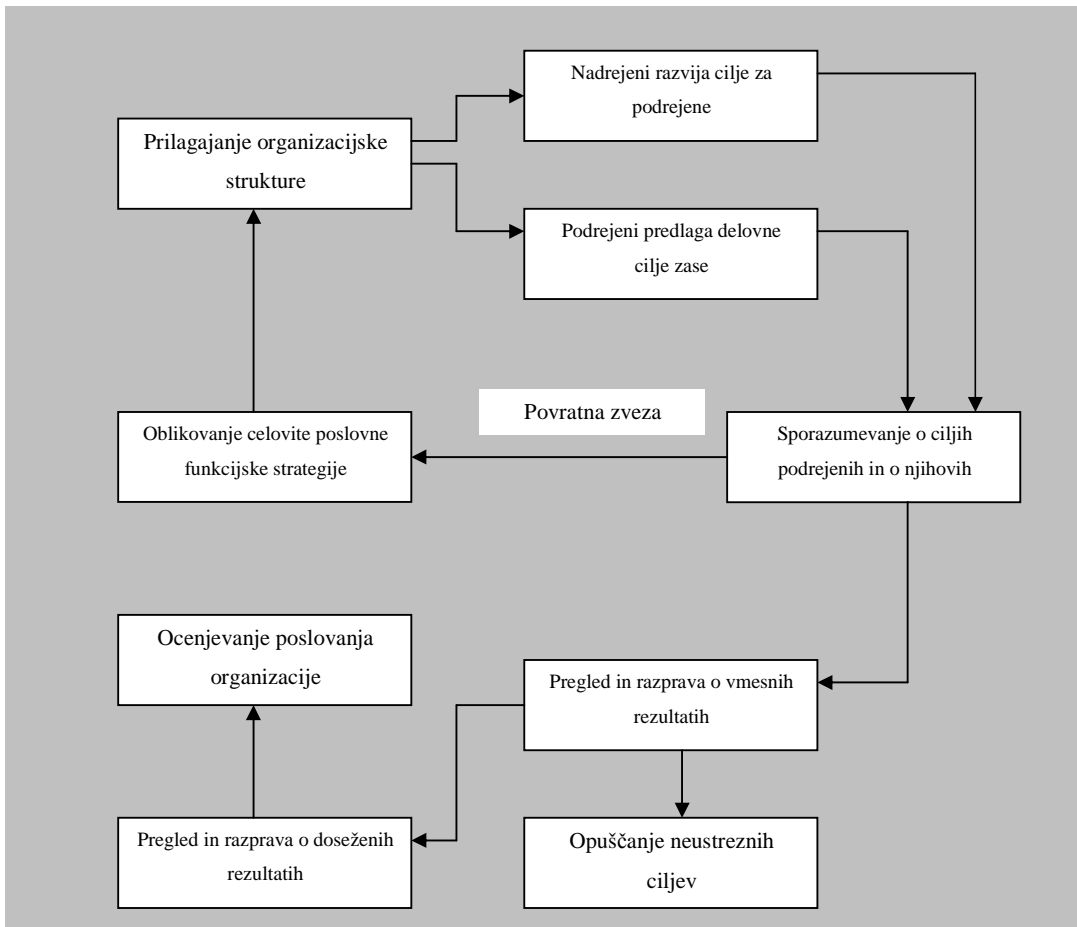 Nadrejeni razvija cilje za
podrejene
Prilagajanje organizacijske
strukture
Podrejeni predlaga delovne
cilje zase
Povratna zveza
Oblikovanje celovite poslovne
funkcijske strategije
Sporazumevanje o ciljih
podrejenih in o njihovih
Ocenjevanje poslovanja
organizacije
Pregled in razprava o vmesnih
rezultatih
Pregled in razprava o doseženih
rezultatih
Opuščanje neustreznih
ciljev